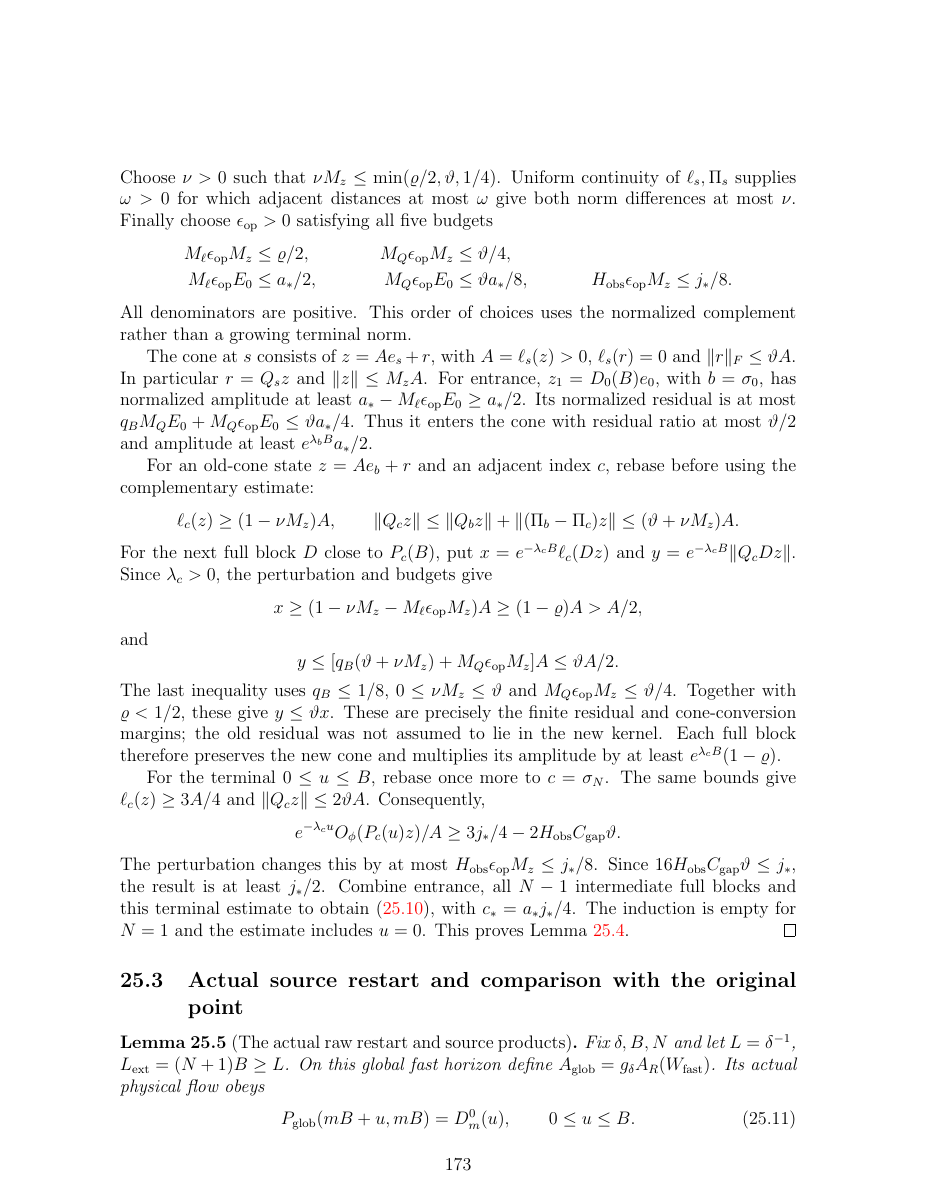 Choose ν > 0 such that νM_z ≤ min(ϱ/2, ϑ, 1/4). Uniform continuity of ℓ_s, Π_s supplies
ω > 0 for which adjacent distances at most ω give both norm differences at most ν.
Finally choose ϵ_op > 0 satisfying all five budgets
M_ℓϵ_opM_z ≤ ϱ/2, M_Qϵ_opM_z ≤ ϑ/4,
M_ℓϵ_opE_0 ≤ a_*/2, M_Qϵ_opE_0 ≤ ϑa_*/8, H_obsϵ_opM_z ≤ j_*/8.
All denominators are positive. This order of choices uses the normalized complement
rather than a growing terminal norm.
The cone at s consists of z = Ae_s + r, with A = ℓ_s(z) > 0, ℓ_s(r) = 0 and ‖r‖_F ≤ ϑA.
In particular r = Q_sz and ‖z‖ ≤ M_zA. For entrance, z_1 = D_0(B)e_0, with b = σ_0, has
normalized amplitude at least a_* − M_ℓϵ_opE_0 ≥ a_*/2. Its normalized residual is at most
q_BM_QE_0 + M_Qϵ_opE_0 ≤ ϑa_*/4. Thus it enters the cone with residual ratio at most ϑ/2
and amplitude at least e^{λ_bB}a_*/2.
For an old-cone state z = Ae_b + r and an adjacent index c, rebase before using the
complementary estimate:
ℓ_c(z) ≥ (1 − νM_z)A, ‖Q_cz‖ ≤ ‖Q_bz‖ + ‖(Π_b − Π_c)z‖ ≤ (ϑ + νM_z)A.
For the next full block D close to P_c(B), put x = e^{−λ_cB}ℓ_c(Dz) and y = e^{−λ_cB}‖Q_cDz‖.
Since λ_c > 0, the perturbation and budgets give
x ≥ (1 − νM_z − M_ℓϵ_opM_z)A ≥ (1 − ϱ)A > A/2,
and
y ≤ [q_B(ϑ + νM_z) + M_Qϵ_opM_z]A ≤ ϑA/2.
The last inequality uses q_B ≤ 1/8, 0 ≤ νM_z ≤ ϑ and M_Qϵ_opM_z ≤ ϑ/4. Together with
ϱ < 1/2, these give y ≤ ϑx. These are precisely the finite residual and cone-conversion
margins; the old residual was not assumed to lie in the new kernel. Each full block
therefore preserves the new cone and multiplies its amplitude by at least e^{λ_cB}(1 − ϱ).
For the terminal 0 ≤ u ≤ B, rebase once more to c = σ_N. The same bounds give
ℓ_c(z) ≥ 3A/4 and ‖Q_cz‖ ≤ 2ϑA. Consequently,
e^{−λ_cu}O_ϕ(P_c(u)z)/A ≥ 3j_*/4 − 2H_obsC_gapϑ.
The perturbation changes this by at most H_obsϵ_opM_z ≤ j_*/8. Since 16H_obsC_gapϑ ≤ j_*,
the result is at least j_*/2. Combine entrance, all N − 1 intermediate full blocks and
this terminal estimate to obtain (25.10), with c_* = a_*j_*/4. The induction is empty for
N = 1 and the estimate includes u = 0. This proves Lemma 25.4. □
25.3 Actual source restart and comparison with the original
point
Lemma 25.5 (The actual raw restart and source products). Fix δ, B, N and let L = δ^{−1},
L_ext = (N + 1)B ≥ L. On this global fast horizon define A_glob = g_δA_R(W_fast). Its actual
physical flow obeys
P_glob(mB + u, mB) = D^0_m(u), 0 ≤ u ≤ B. (25.11)
173